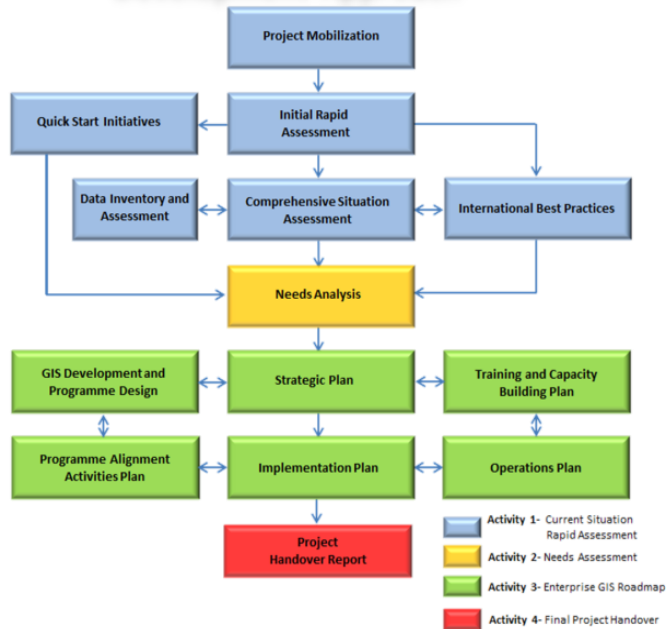 Project Mobilization
Quick Start Initiatives
Initial Rapid
Assessment
Data Inventory and
Assessment
Comprehensive Situation
Assessment
International Best Practices
Needs Analysis
GIS Development and
Programme Design
Strategic Plan
Training and Capacity
Building Plan
Programme Alignment
Activities Plan
Implementation Plan
Operations Plan
Project
Handover Report
Activity 1- Current Situation
Rapid Assessment
Activity 2- Needs Assessment
Activity 3- Enterprise GIS Roadmap
Activity 4- Final Project Handover